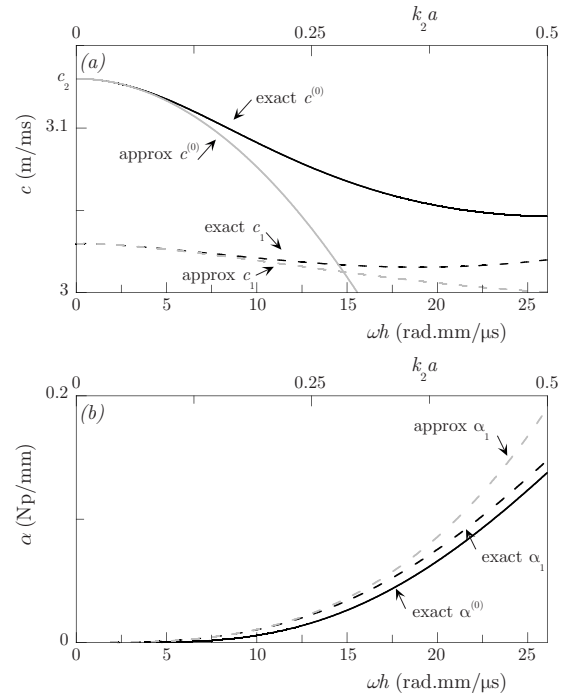 k₂a
0 0.25 0.5
(a)
c₂
exact c⁽⁰⁾
3.1
approx c⁽⁰⁾
c (m/ms)
exact c₁
approx c₁
3
0 5 10 15 20 25
ωh (rad.mm/μs)
k₂a
0 0.25 0.5
0.2
(b)
approx α₁
α (Np/mm)
exact α₁
exact α⁽⁰⁾
0
0 5 10 15 20 25
ωh (rad.mm/μs)